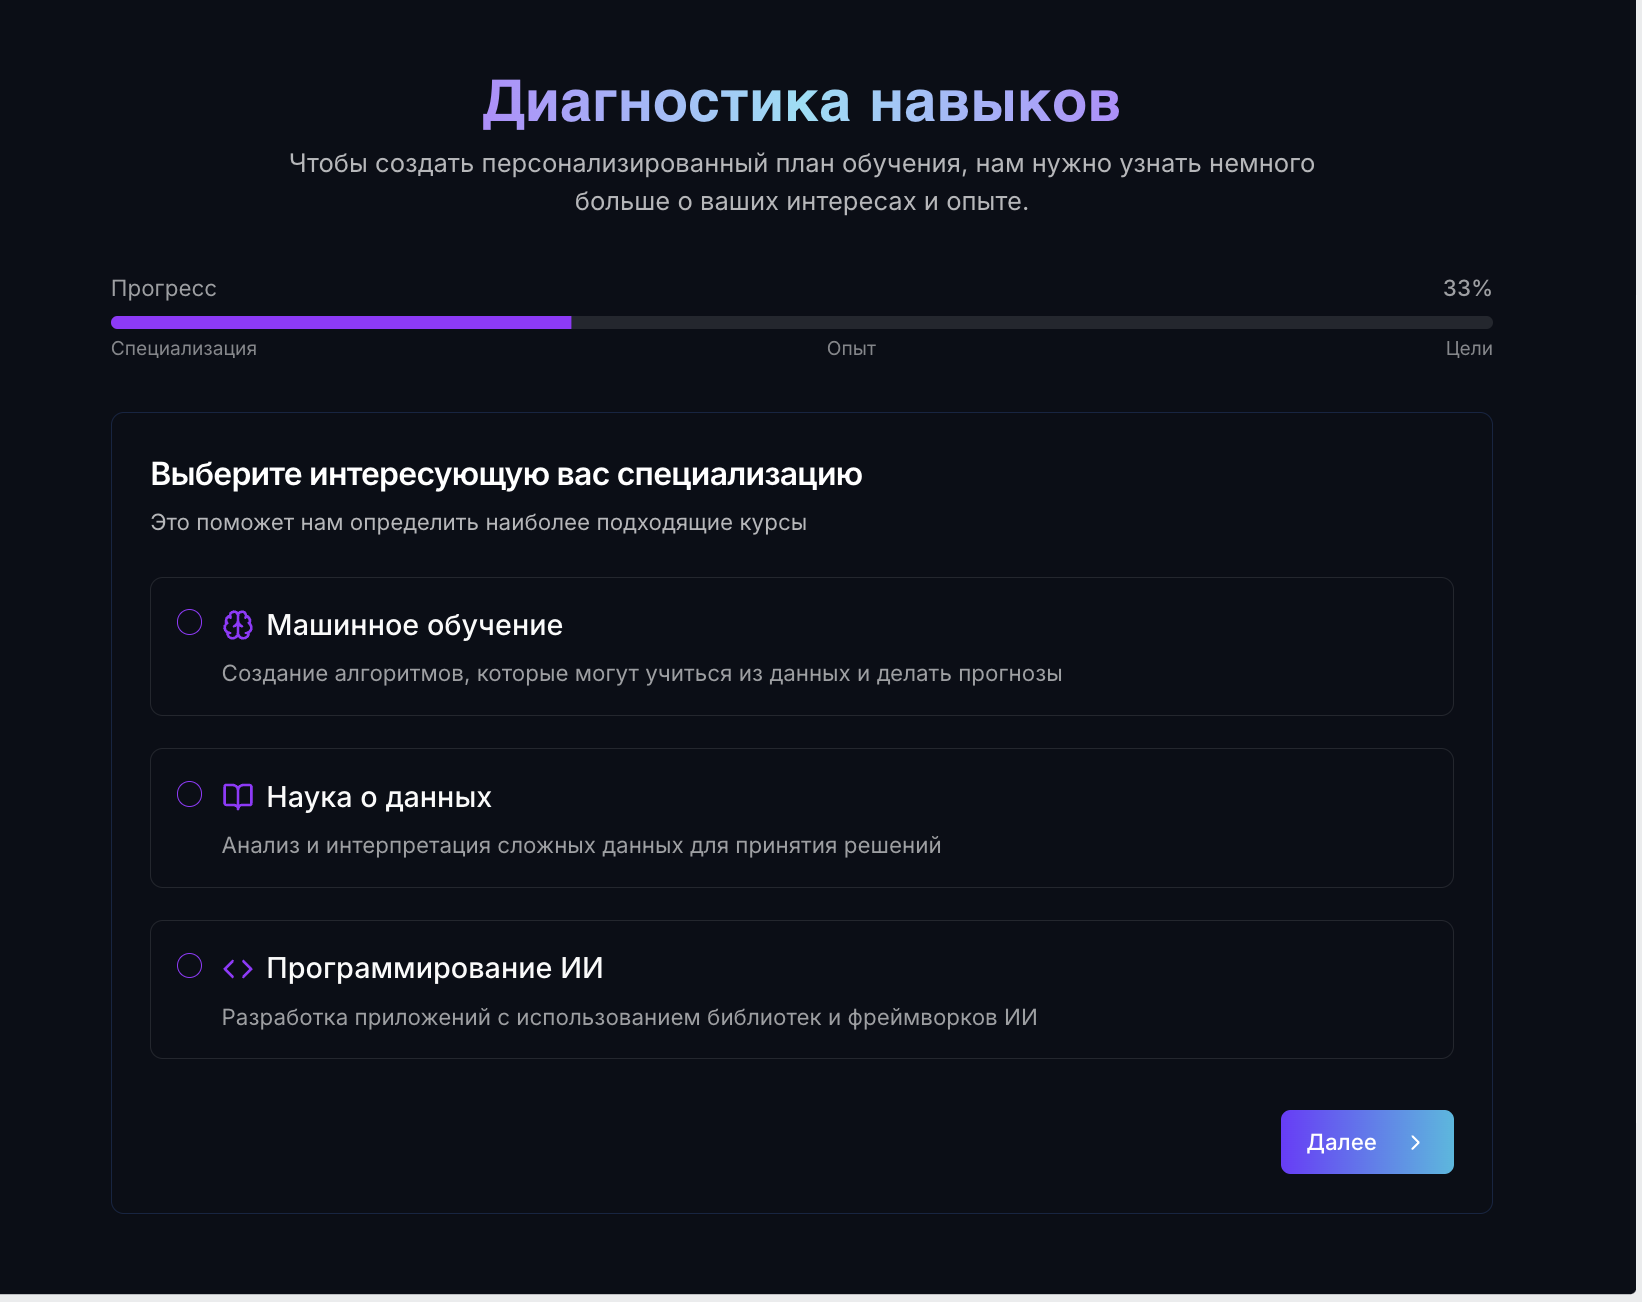 Диагностика навыков
Чтобы создать персонализированный план обучения, нам нужно узнать немного
больше о ваших интересах и опыте.
Прогресс 33%
Специализация Опыт Цели
Выберите интересующую вас специализацию
Это поможет нам определить наиболее подходящие курсы
Машинное обучение
Создание алгоритмов, которые могут учиться из данных и делать прогнозы
Наука о данных
Анализ и интерпретация сложных данных для принятия решений
Программирование ИИ
Разработка приложений с использованием библиотек и фреймворков ИИ
Далее